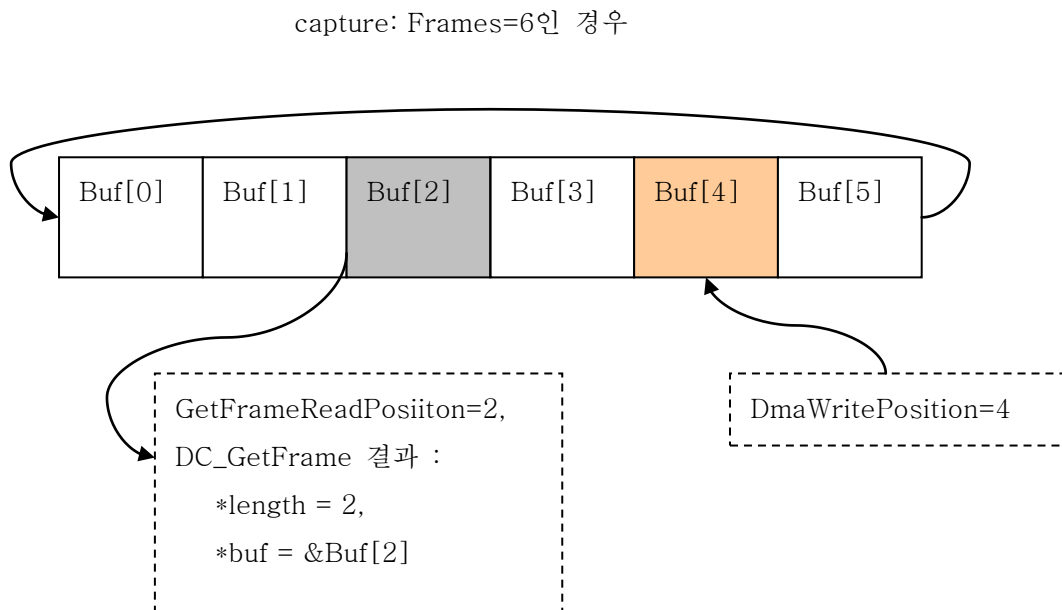 capture: Frames=6인 경우
Buf[0] Buf[1] Buf[2] Buf[3] Buf[4] Buf[5]
GetFrameReadPosiiton=2,
DC_GetFrame 결과 :
*length = 2,
*buf = &Buf[2]
DmaWritePosition=4